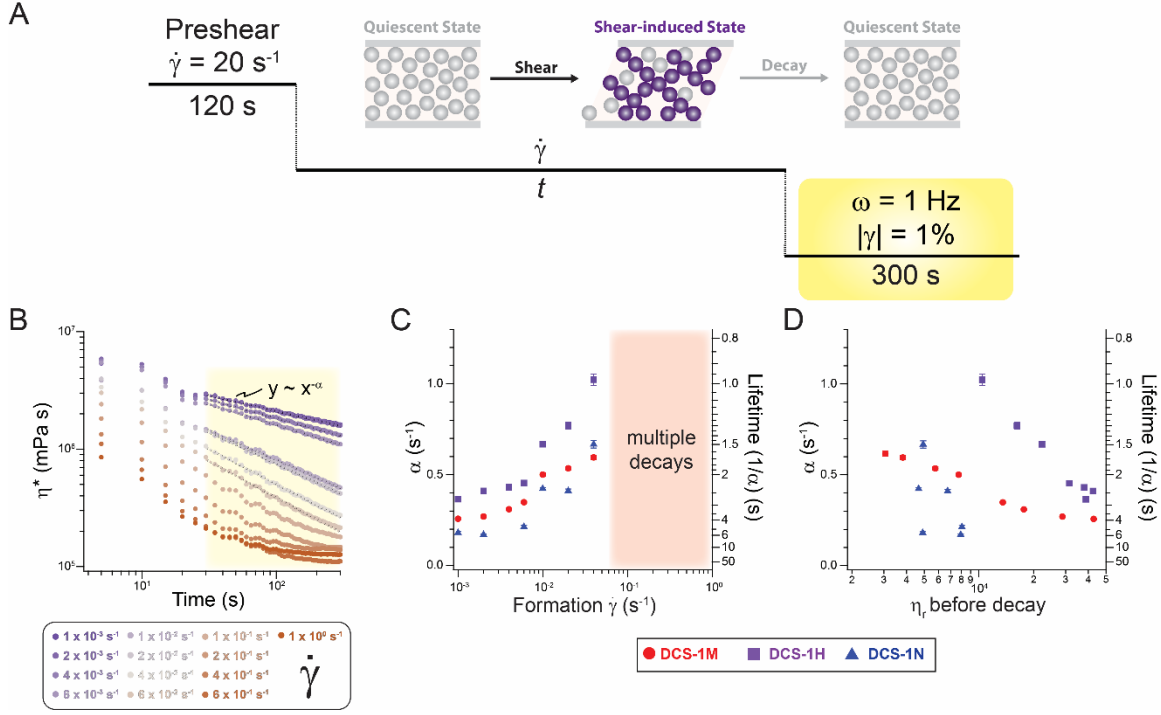 A
Preshear
γ̇ = 20 s⁻¹
120 s
Quiescent State
Shear
Shear-induced State
Decay
Quiescent State
γ̇
t
ω = 1 Hz
|γ| = 1%
300 s
B
η* (mPa s)
10⁷
10⁶
10⁵
y ~ x^-α
10¹
10²
Time (s)
1 x 10⁻³ s⁻¹ 1 x 10⁻² s⁻¹ 1 x 10⁻¹ s⁻¹ 1 x 10⁰ s⁻¹
2 x 10⁻³ s⁻¹ 2 x 10⁻² s⁻¹ 2 x 10⁻¹ s⁻¹
4 x 10⁻³ s⁻¹ 4 x 10⁻² s⁻¹ 4 x 10⁻¹ s⁻¹
6 x 10⁻³ s⁻¹ 6 x 10⁻² s⁻¹ 6 x 10⁻¹ s⁻¹
γ̇
C
α (s⁻¹)
1.0
0.5
0.0
multiple
decays
10⁻³ 10⁻² 10⁻¹ 10⁰
Formation γ̇ (s⁻¹)
0.8
1.0
1.5
2
4
6
10
50
Lifetime (1/α) (s)
D
α (s⁻¹)
1.0
0.5
0.0
2 3 4 5 6 7 8 9 10⁴ 2 3 4 5
ηᵣ before decay
0.8
1.0
1.5
2
4
6
10
50
Lifetime (1/α) (s)
DCS-1M DCS-1H DCS-1N